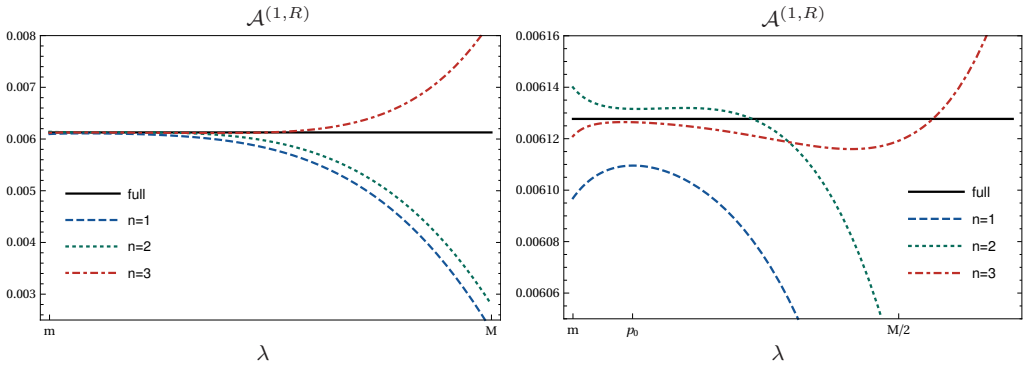 𝒜^(1,R)
0.008
0.007
0.006
0.005
0.004
0.003
full
n=1
n=2
n=3
m
M
λ
𝒜^(1,R)
0.00616
0.00614
0.00612
0.00610
0.00608
0.00606
full
n=1
n=2
n=3
m
p₀
M/2
λ